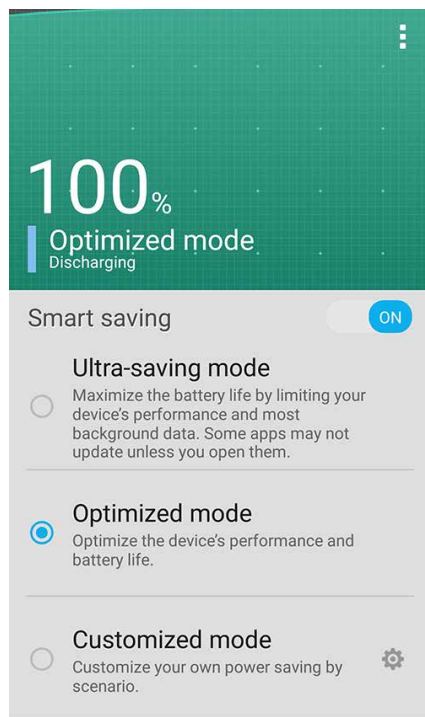 100%
Optimized mode
Discharging
Smart saving
ON
Ultra-saving mode
Maximize the battery life by limiting your
device's performance and most
background data. Some apps may not
update unless you open them.
Optimized mode
Optimize the device's performance and
battery life.
Customized mode
Customize your own power saving by
scenario.